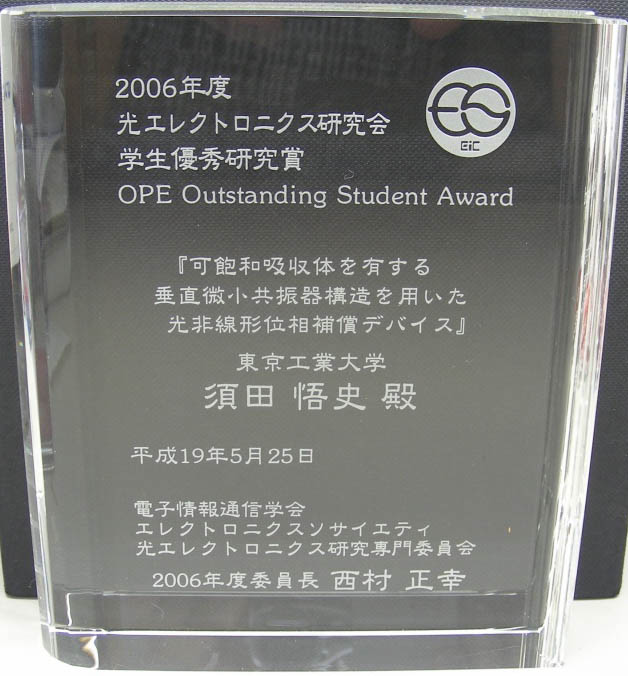 2006年度
光エレクトロニクス研究会
学生優秀研究賞
OPE Outstanding Student Award
EiC
『可飽和吸収体を有する
垂直微小共振器構造を用いた
光非線形位相補償デバイス』
東京工業大学
須田 悟史 殿
平成19年5月25日
電子情報通信学会
エレクトロニクスソサイエティ
光エレクトロニクス研究専門委員会
2006年度委員長 西村 正幸